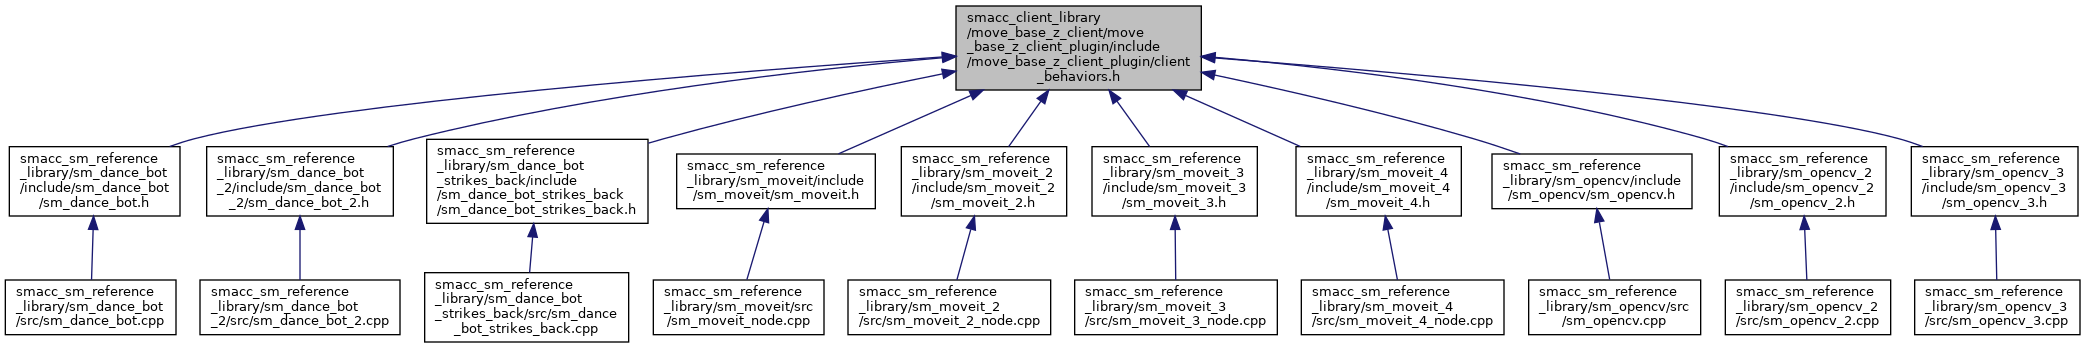 smacc_client_library
/move_base_z_client/move
_base_z_client_plugin/include
/move_base_z_client_plugin/client
_behaviors.h
smacc_sm_reference
_library/sm_dance_bot
/include/sm_dance_bot
/sm_dance_bot.h
smacc_sm_reference
_library/sm_dance_bot
_2/include/sm_dance_bot
_2/sm_dance_bot_2.h
smacc_sm_reference
_library/sm_dance_bot
_strikes_back/include
/sm_dance_bot_strikes_back
/sm_dance_bot_strikes_back.h
smacc_sm_reference
_library/sm_moveit/include
/sm_moveit/sm_moveit.h
smacc_sm_reference
_library/sm_moveit_2
/include/sm_moveit_2
/sm_moveit_2.h
smacc_sm_reference
_library/sm_moveit_3
/include/sm_moveit_3
/sm_moveit_3.h
smacc_sm_reference
_library/sm_moveit_4
/include/sm_moveit_4
/sm_moveit_4.h
smacc_sm_reference
_library/sm_opencv/include
/sm_opencv/sm_opencv.h
smacc_sm_reference
_library/sm_opencv_2
/include/sm_opencv_2
/sm_opencv_2.h
smacc_sm_reference
_library/sm_opencv_3
/include/sm_opencv_3
/sm_opencv_3.h
smacc_sm_reference
_library/sm_dance_bot
/src/sm_dance_bot.cpp
smacc_sm_reference
_library/sm_dance_bot
_2/src/sm_dance_bot_2.cpp
smacc_sm_reference
_library/sm_dance_bot
_strikes_back/src/sm_dance
_bot_strikes_back.cpp
smacc_sm_reference
_library/sm_moveit/src
/sm_moveit_node.cpp
smacc_sm_reference
_library/sm_moveit_2
/src/sm_moveit_2_node.cpp
smacc_sm_reference
_library/sm_moveit_3
/src/sm_moveit_3_node.cpp
smacc_sm_reference
_library/sm_moveit_4
/src/sm_moveit_4_node.cpp
smacc_sm_reference
_library/sm_opencv/src
/sm_opencv.cpp
smacc_sm_reference
_library/sm_opencv_2
/src/sm_opencv_2.cpp
smacc_sm_reference
_library/sm_opencv_3
/src/sm_opencv_3.cpp